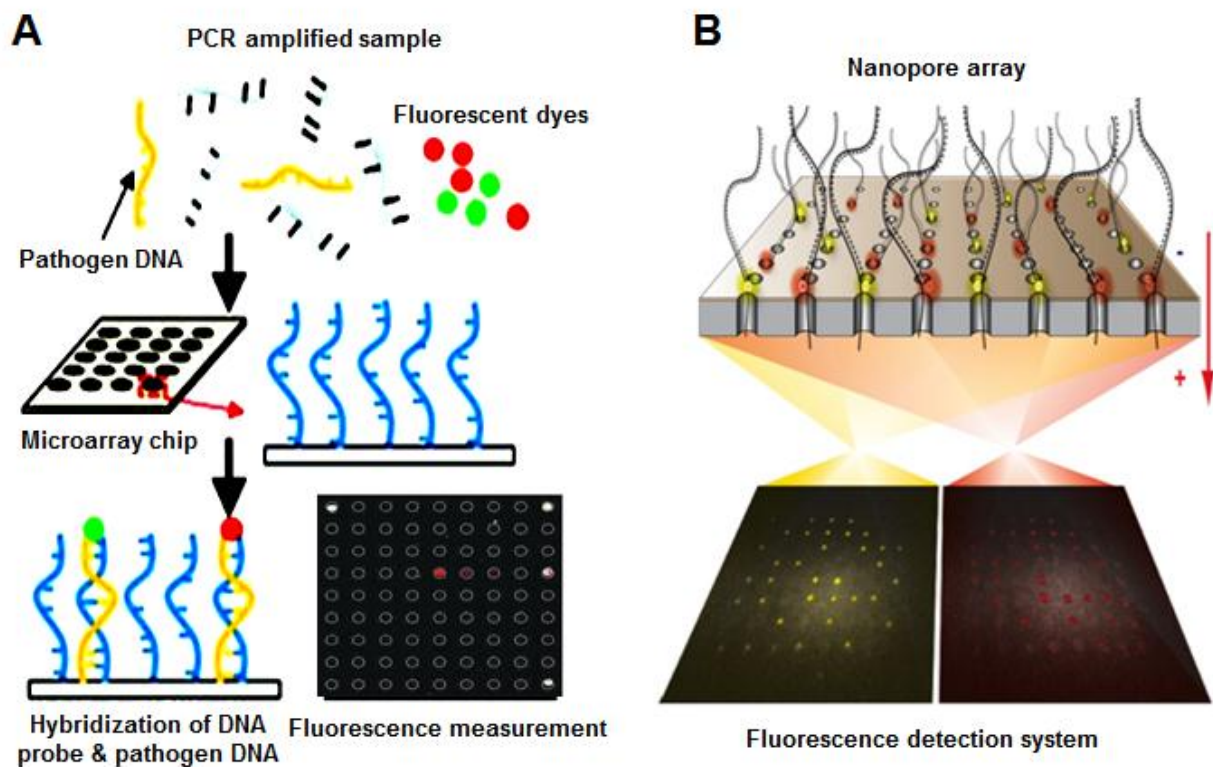 A
PCR amplified sample
Fluorescent dyes
Pathogen DNA
Microarray chip
Hybridization of DNA
probe & pathogen DNA
Fluorescence measurement
B
Nanopore array
-
+
Fluorescence detection system